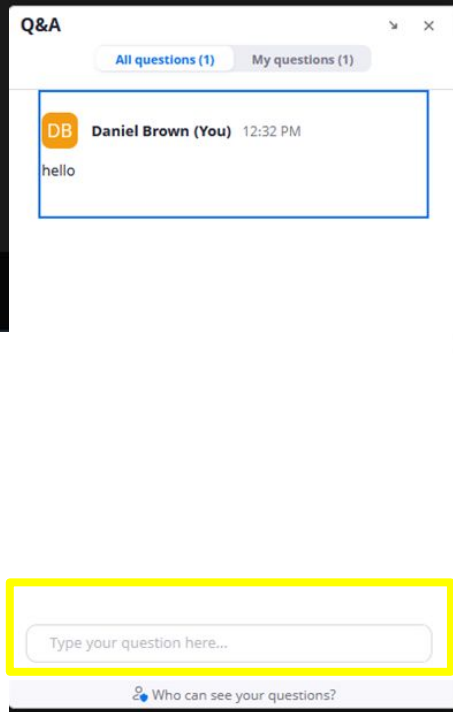 Q&A
All questions (1) My questions (1)
DB Daniel Brown (You) 12:32 PM
hello
Type your question here...
Who can see your questions?